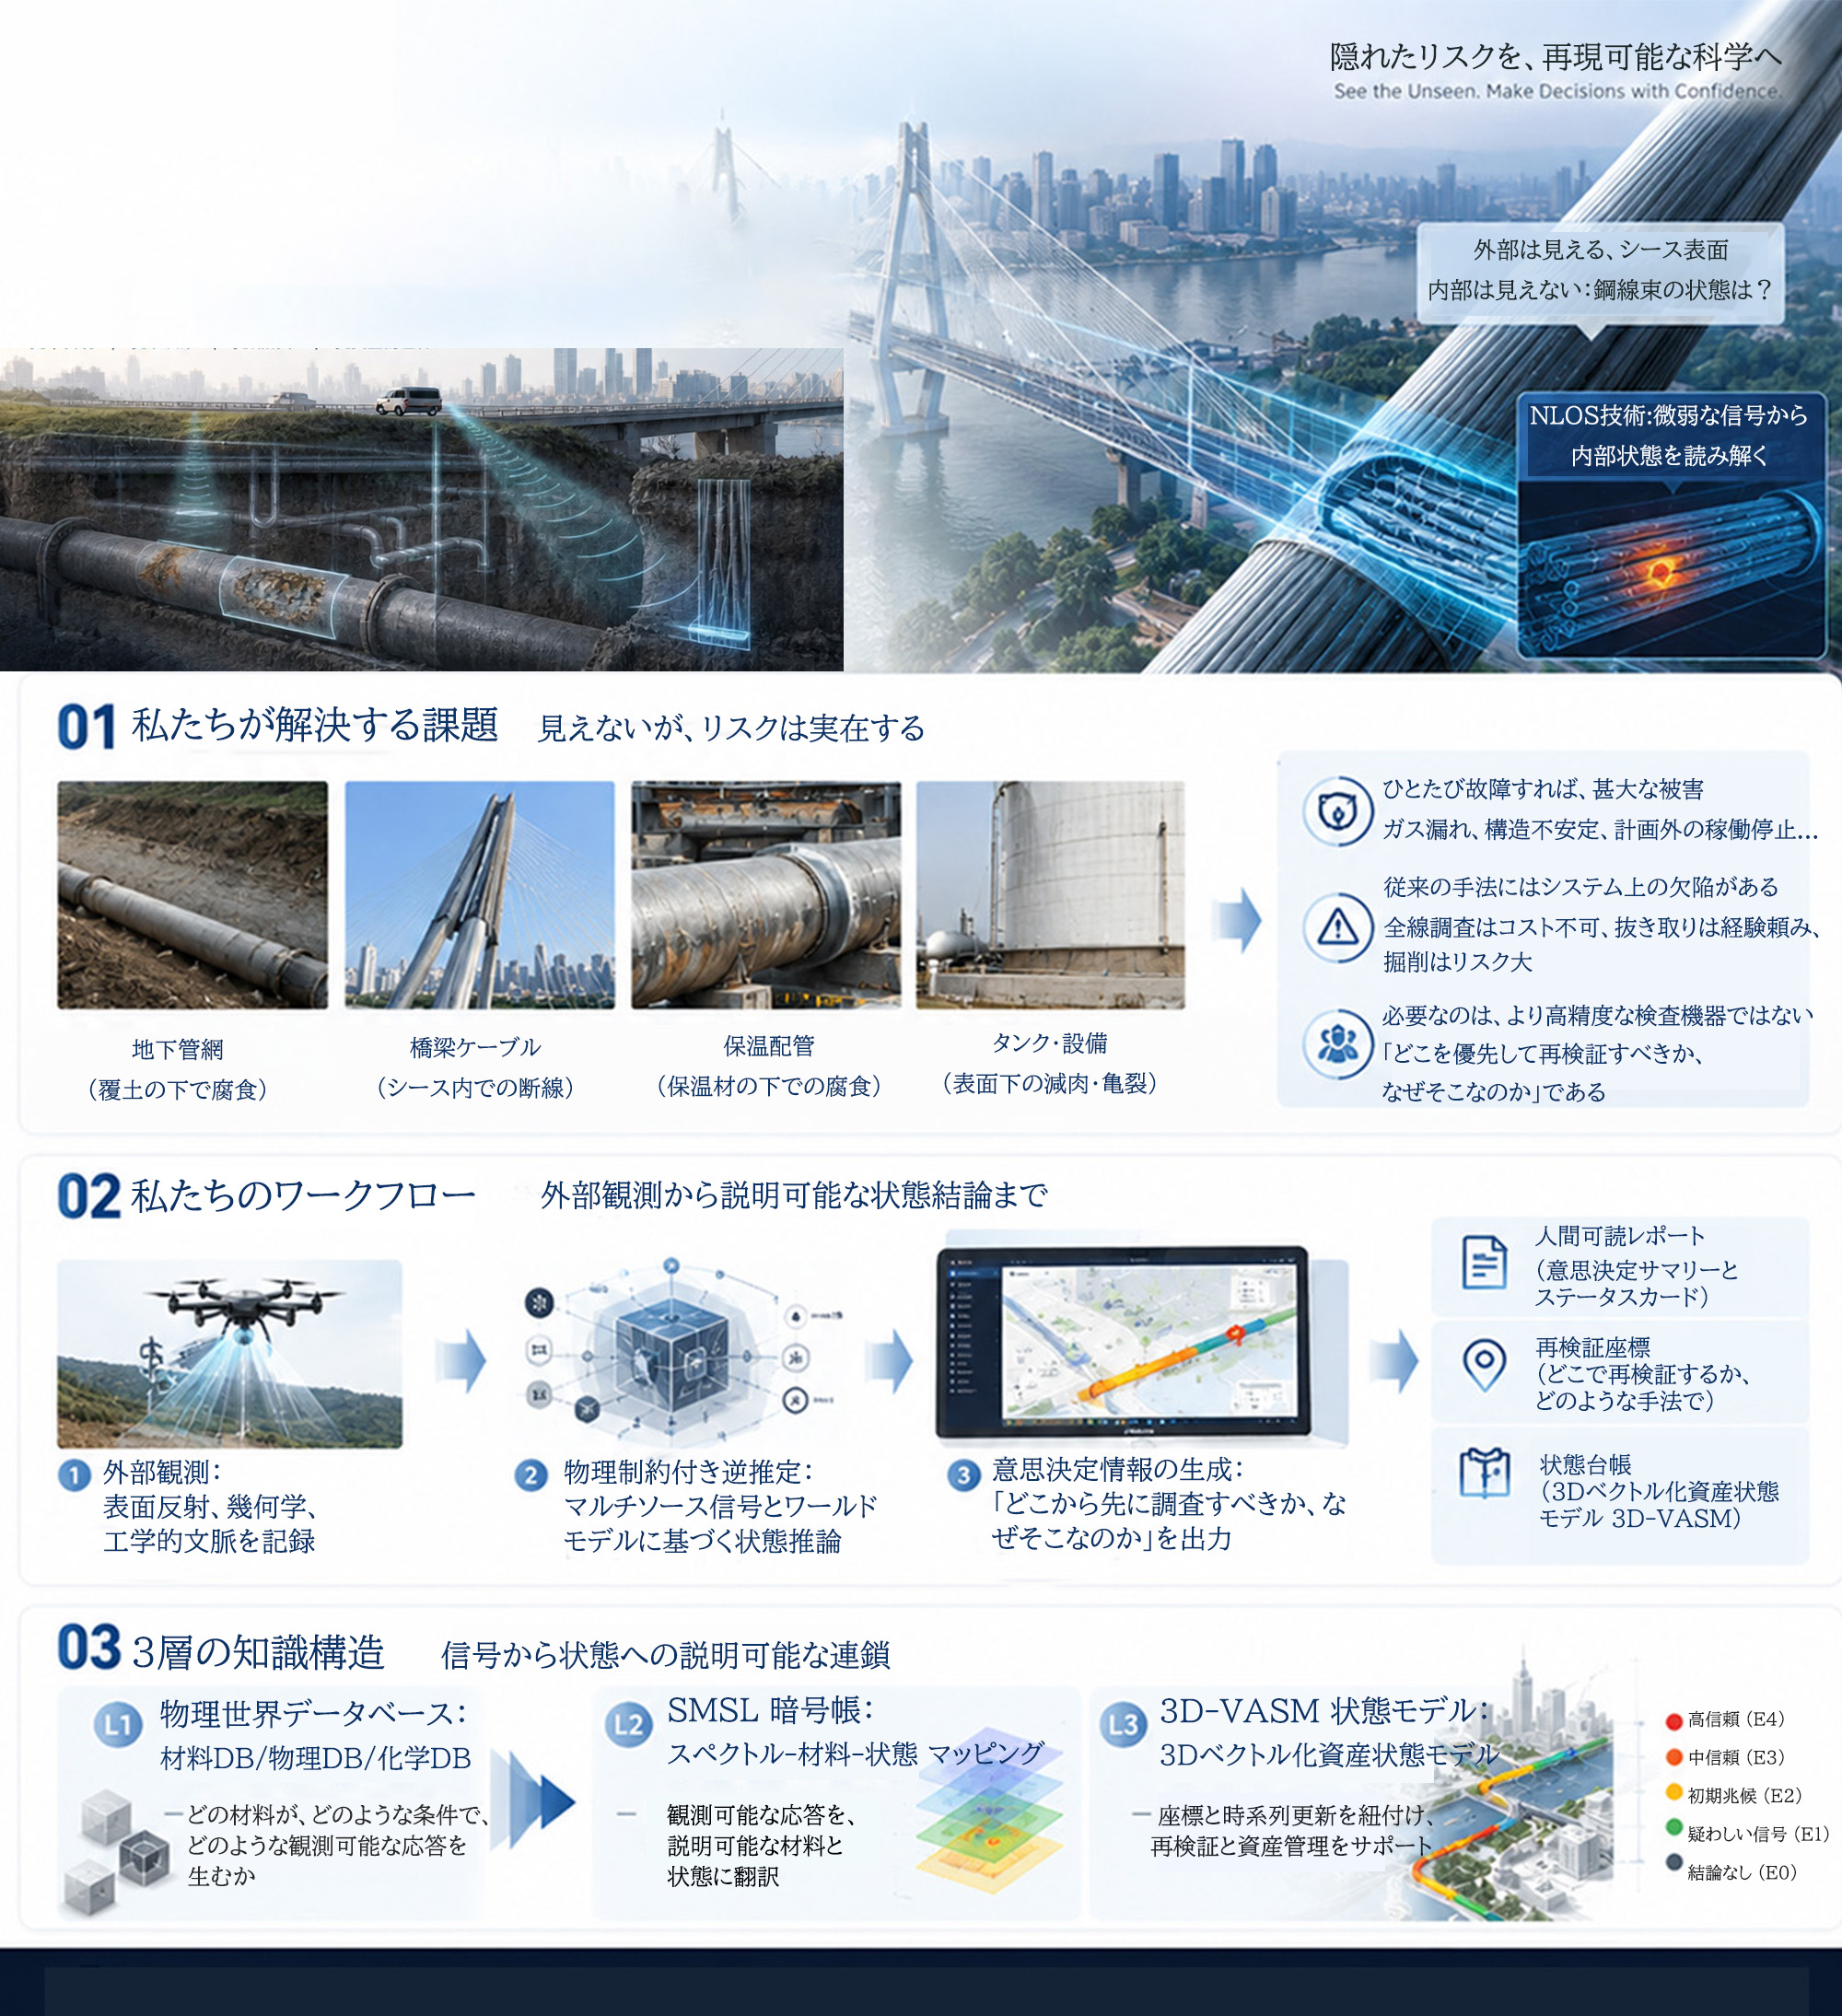 隠れたリスクを、再現可能な科学へ
See the Unseen. Make Decisions with Confidence.
外部は見える、シース表面
内部は見えない：鋼線束の状態は？
NLOS技術:微弱な信号から
内部状態を読み解く
01 私たちが解決する課題 見えないが、リスクは実在する
地下管網
（覆土の下で腐食）
橋梁ケーブル
（シース内での断線）
保温配管
（保温材の下での腐食）
タンク・設備
（表面下の減肉・亀裂）
ひとたび故障すれば、甚大な被害
ガス漏れ、構造不安定、計画外の稼働停止…
従来の手法にはシステム上の欠陥がある
全線調査はコスト不可、抜き取りは経験頼み、
掘削はリスク大
必要なのは、より高精度な検査機器ではない
「どこを優先して再検証すべきか、
なぜそこなのか」である
02 私たちのワークフロー 外部観測から説明可能な状態結論まで
1 外部観測：
表面反射、幾何学、
工学的文脈を記録
2 物理制約付き逆推定：
マルチソース信号とワールド
モデルに基づく状態推論
3 意思決定情報の生成：
「どこから先に調査すべきか、な
ぜそこなのか」を出力
人間可読レポート
（意思決定サマリーと
ステータスカード）
再検証座標
（どこで再検証するか、
どのような手法で）
状態台帳
（3Dベクトル化資産状態
モデル 3D-VASM）
03 3層の知識構造 信号から状態への説明可能な連鎖
L1 物理世界データベース：
材料DB/物理DB/化学DB
—どの材料が、どのような条件で、
どのような観測可能な応答を
生むか
L2 SMSL 暗号帳：
スペクトル-材料-状態 マッピング
— 観測可能な応答を、
説明可能な材料と
状態に翻訳
L3 3D-VASM 状態モデル：
3Dベクトル化資産状態モデル
— 座標と時系列更新を紐付け、
再検証と資産管理をサポート
高信頼（E4）
中信頼（E3）
初期兆候（E2）
疑わしい信号（E1）
結論なし（E0）